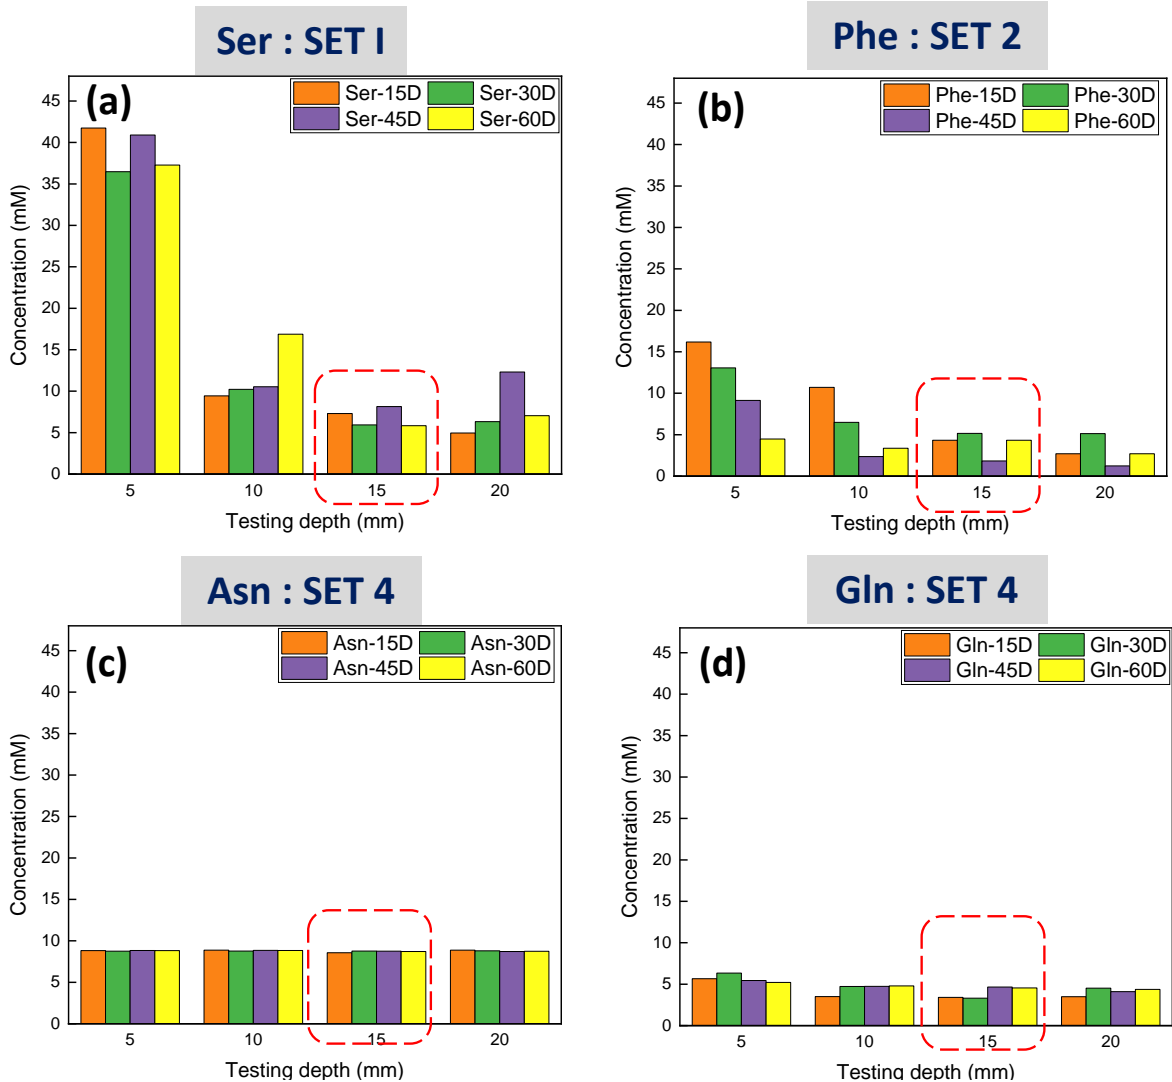 Ser : SET I
(a)
Ser-15D Ser-30D
Ser-45D Ser-60D
Concentration (mM)
45
40
35
30
25
20
15
10
5
0
5 10 15 20
Testing depth (mm)
Phe : SET 2
(b)
Phe-15D Phe-30D
Phe-45D Phe-60D
Concentration (mM)
45
40
35
30
25
20
15
10
5
0
5 10 15 20
Testing depth (mm)
Asn : SET 4
(c)
Asn-15D Asn-30D
Asn-45D Asn-60D
Concentration (mM)
45
40
35
30
25
20
15
10
5
0
5 10 15 20
Testing depth (mm)
Gln : SET 4
(d)
Gln-15D Gln-30D
Gln-45D Gln-60D
Concentration (mM)
45
40
35
30
25
20
15
10
5
0
5 10 15 20
Testing depth (mm)